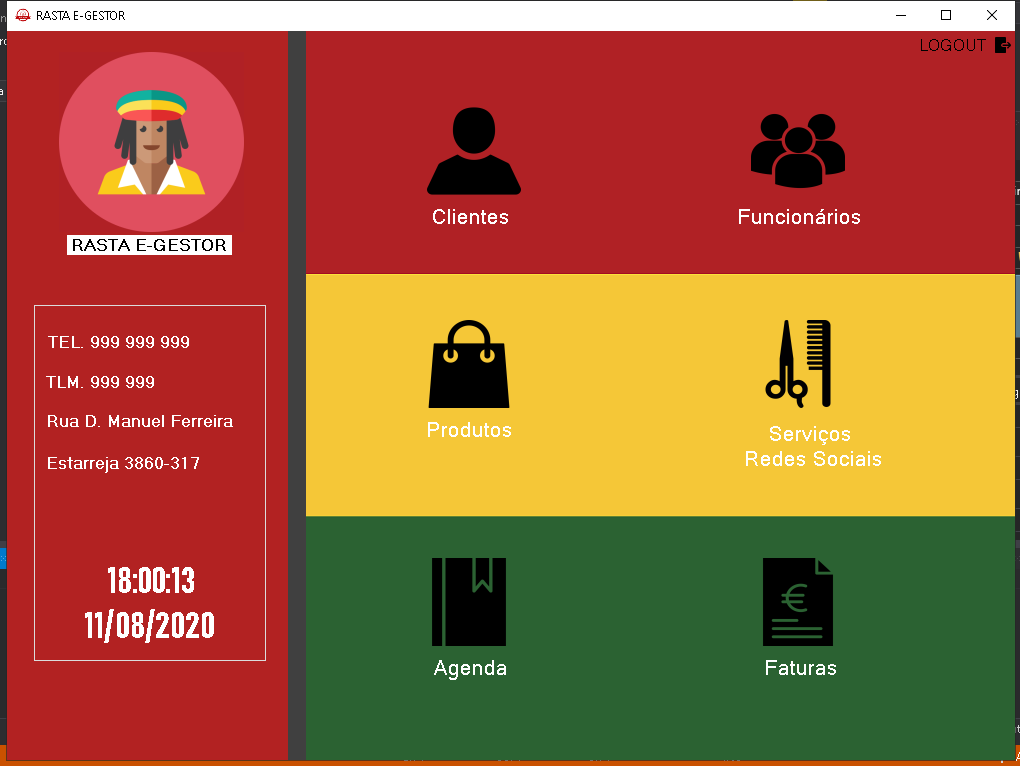 RASTA E-GESTOR
LOGOUT
RASTA E-GESTOR
TEL. 999 999 999
TLM. 999 999
Rua D. Manuel Ferreira
Estarreja 3860-317
18:00:13
11/08/2020
Clientes
Funcionários
Produtos
Serviços
Redes Sociais
Agenda
€
Faturas